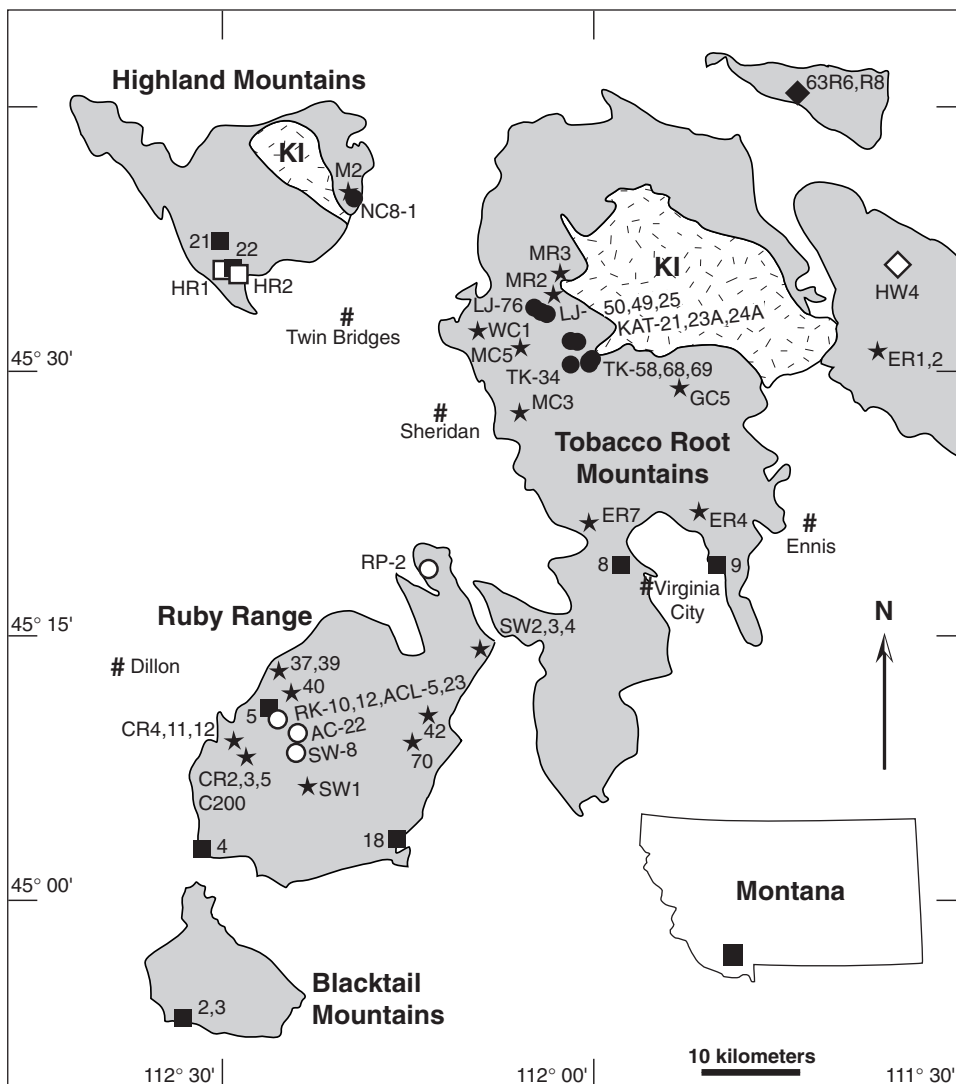 Highland Mountains
63R6,R8
KI
M2
NC8-1
21
22
HR1
HR2
MR3
KI
MR2
HW4
LJ-76
LJ-
50,49,25
KAT-21,23A,24A
#
Twin Bridges
WC1
45° 30'
MC5
ER1,2
TK-34
TK-58,68,69
GC5
#
Sheridan
MC3
Tobacco Root
Mountains
ER7
ER4
#
Ennis
RP-2
8
9
#Virginia
City
N
Ruby Range
SW2,3,4
45° 15'
# Dillon
37,39
40
RK-10,12,ACL-5,23
5
CR4,11,12
AC-22
42
SW-8
70
CR2,3,5
C200
SW1
18
4
45° 00'
Montana
Blacktail
Mountains
2,3
10 kilometers
112° 30'
112° 00'
111° 30'